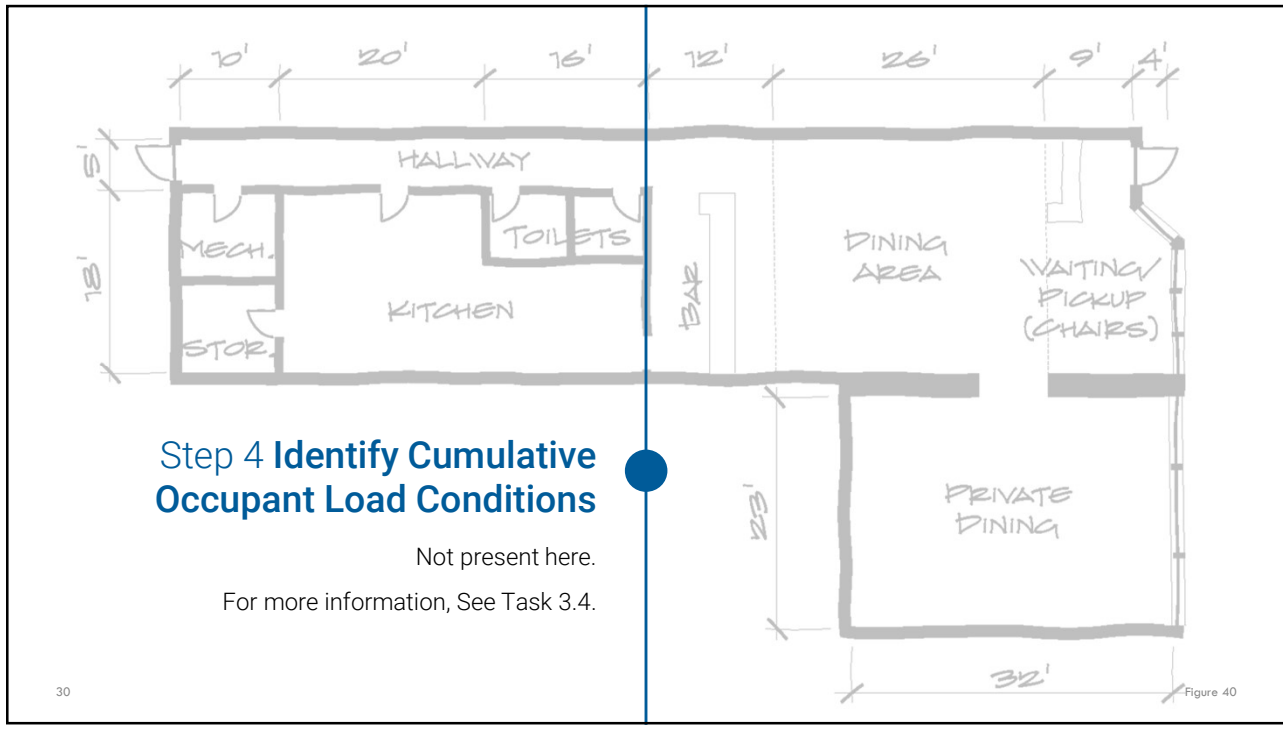 10' 20' 16' 12' 26' 9' 4'
5'
HALLWAY
MECH.
TOILETS
DINING
AREA
WAITING/
PICKUP
(CHAIRS)
18'
BAR
KITCHEN
STOR.
Step 4 Identify Cumulative
Occupant Load Conditions
Not present here.
For more information, See Task 3.4.
23'
PRIVATE
DINING
32'
30
Figure 40